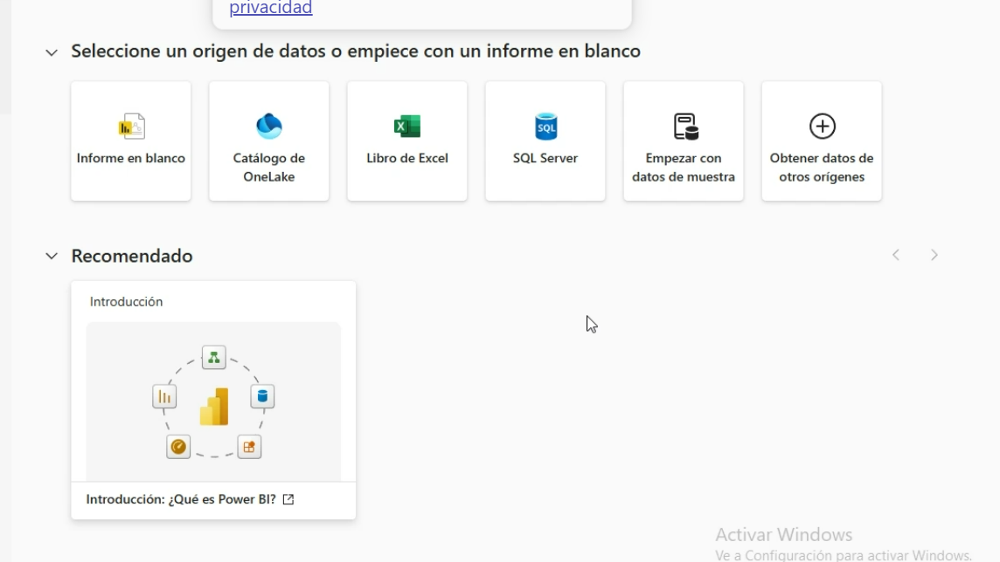 privacidad
Seleccione un origen de datos o empiece con un informe en blanco
Informe en blanco
Catálogo de
OneLake
Libro de Excel
SQL
SQL Server
Empezar con
datos de muestra
Obtener datos de
otros orígenes
Recomendado
Introducción
Introducción: ¿Qué es Power BI?
Activar Windows
Ve a Configuración para activar Windows.